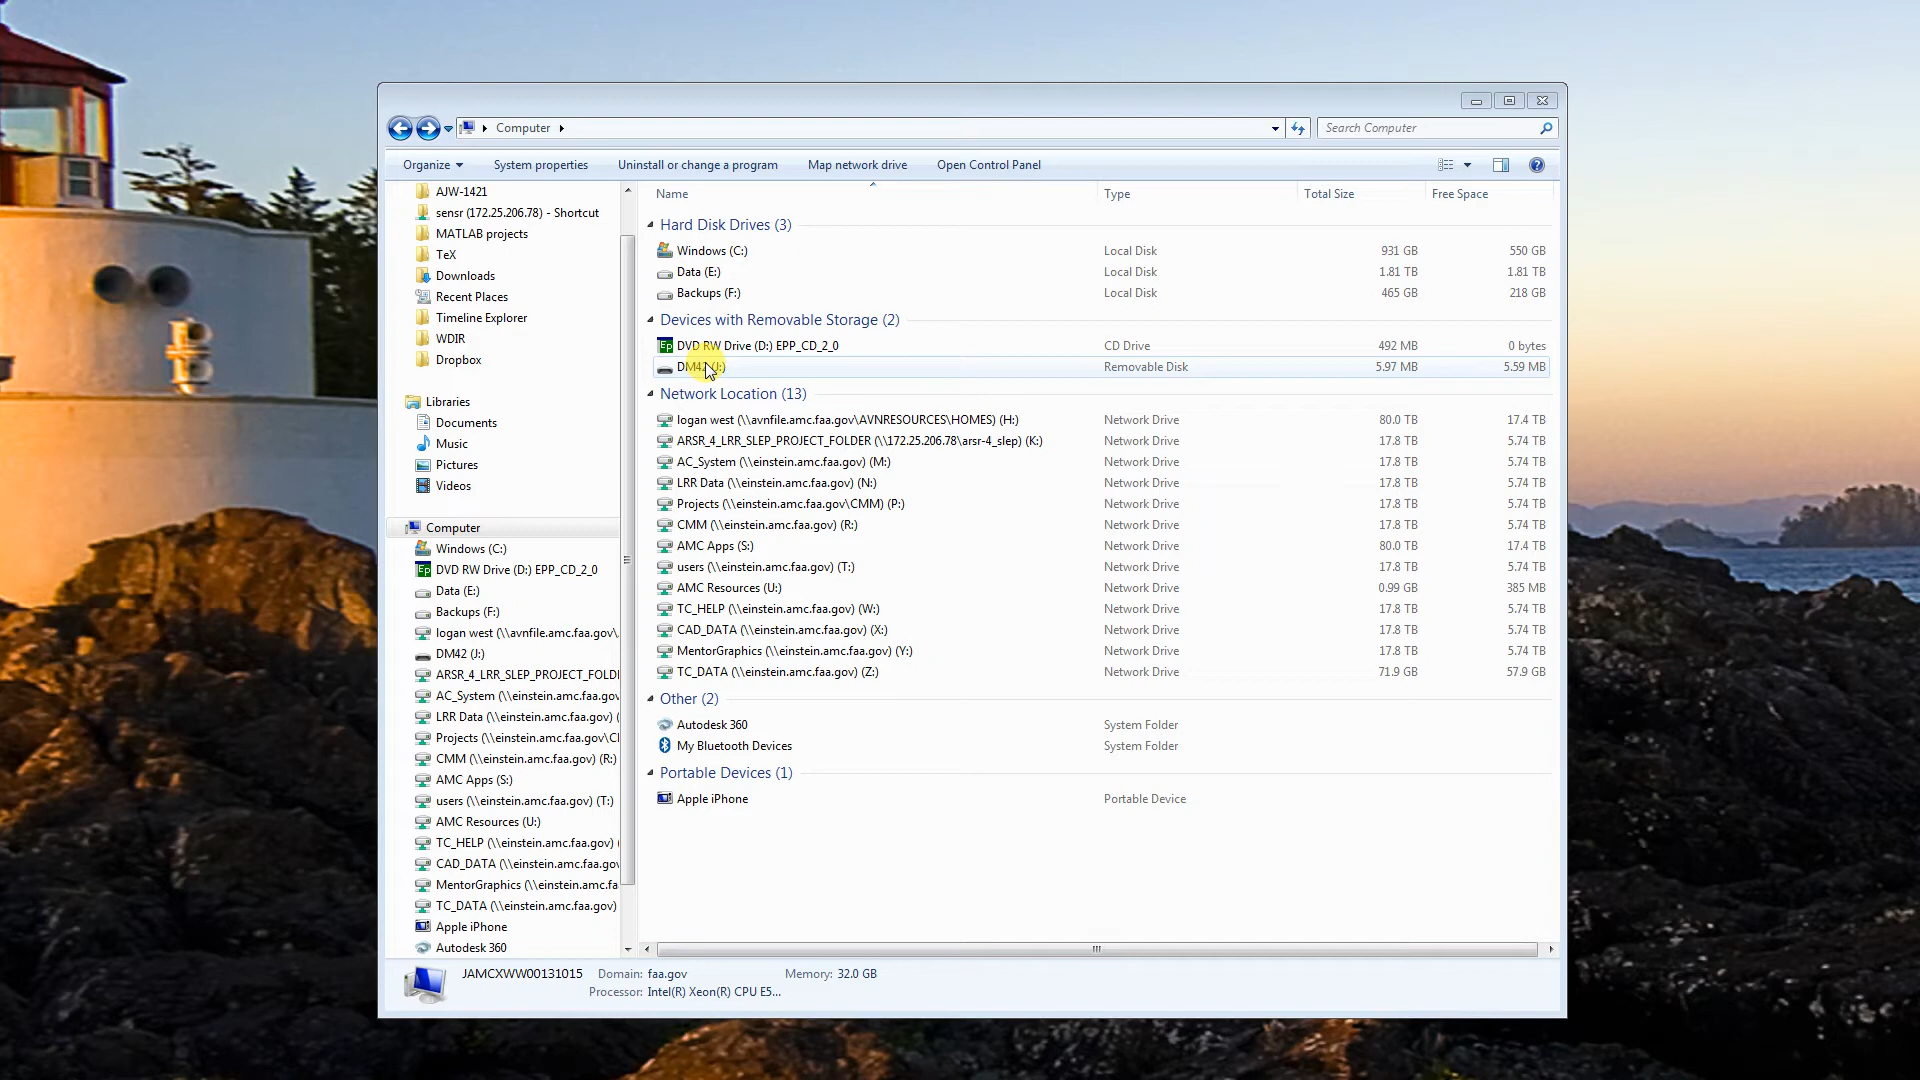 Computer
Search Computer
Organize
System properties
Uninstall or change a program
Map network drive
Open Control Panel
AJW-1421
sensr (172.25.206.78) - Shortcut
MATLAB projects
TeX
Downloads
Recent Places
Timeline Explorer
WDIR
Dropbox
Libraries
Documents
Music
Pictures
Videos
Computer
Windows (C:)
DVD RW Drive (D:) EPP_CD_2_0
Data (E:)
Backups (F:)
logan west (\\avnfile.amc.faa.gov\
DM42 (J:)
ARSR_4_LRR_SLEP_PROJECT_FOLD
AC_System (\\einstein.amc.faa.gov
LRR Data (\\einstein.amc.faa.gov) (
Projects (\\einstein.amc.faa.gov\C
CMM (\\einstein.amc.faa.gov) (R:)
AMC Apps (S:)
users (\\einstein.amc.faa.gov) (T:)
AMC Resources (U:)
TC_HELP (\\einstein.amc.faa.gov) (
CAD_DATA (\\einstein.amc.faa.gov
MentorGraphics (\\einstein.amc.fa
TC_DATA (\\einstein.amc.faa.gov)
Apple iPhone
Autodesk 360
Name Type Total Size Free Space
Hard Disk Drives (3)
Windows (C:) Local Disk 931 GB 550 GB
Data (E:) Local Disk 1.81 TB 1.81 TB
Backups (F:) Local Disk 465 GB 218 GB
Devices with Removable Storage (2)
DVD RW Drive (D:) EPP_CD_2_0 CD Drive 492 MB 0 bytes
DM42 (J:) Removable Disk 5.97 MB 5.59 MB
Network Location (13)
logan west (\\avnfile.amc.faa.gov\AVNRESOURCES\HOMES) (H:) Network Drive 80.0 TB 17.4 TB
ARSR_4_LRR_SLEP_PROJECT_FOLDER (\\172.25.206.78\arsr-4_slep) (K:) Network Drive 17.8 TB 5.74 TB
AC_System (\\einstein.amc.faa.gov) (M:) Network Drive 17.8 TB 5.74 TB
LRR Data (\\einstein.amc.faa.gov) (N:) Network Drive 17.8 TB 5.74 TB
Projects (\\einstein.amc.faa.gov\CMM) (P:) Network Drive 17.8 TB 5.74 TB
CMM (\\einstein.amc.faa.gov) (R:) Network Drive 17.8 TB 5.74 TB
AMC Apps (S:) Network Drive 80.0 TB 17.4 TB
users (\\einstein.amc.faa.gov) (T:) Network Drive 17.8 TB 5.74 TB
AMC Resources (U:) Network Drive 0.99 GB 385 MB
TC_HELP (\\einstein.amc.faa.gov) (W:) Network Drive 17.8 TB 5.74 TB
CAD_DATA (\\einstein.amc.faa.gov) (X:) Network Drive 17.8 TB 5.74 TB
MentorGraphics (\\einstein.amc.faa.gov) (Y:) Network Drive 17.8 TB 5.74 TB
TC_DATA (\\einstein.amc.faa.gov) (Z:) Network Drive 71.9 GB 57.9 GB
Other (2)
Autodesk 360 System Folder
My Bluetooth Devices System Folder
Portable Devices (1)
Apple iPhone Portable Device
JAMCXWW00131015 Domain: faa.gov Memory: 32.0 GB
Processor: Intel(R) Xeon(R) CPU E5...